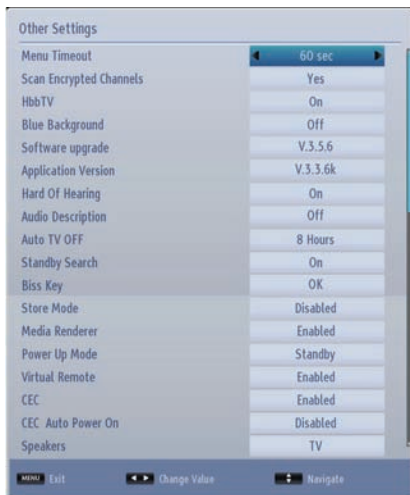 Other Settings
Menu Timeout 60 sec
Scan Encrypted Channels Yes
HbbTV On
Blue Background Off
Software upgrade V.3.5.6
Application Version V.3.3.6k
Hard Of Hearing On
Audio Description Off
Auto TV OFF 8 Hours
Standby Search On
Biss Key OK
Store Mode Disabled
Media Renderer Enabled
Power Up Mode Standby
Virtual Remote Enabled
CEC Enabled
CEC Auto Power On Disabled
Speakers TV
MENU Exit Change Value Navigate